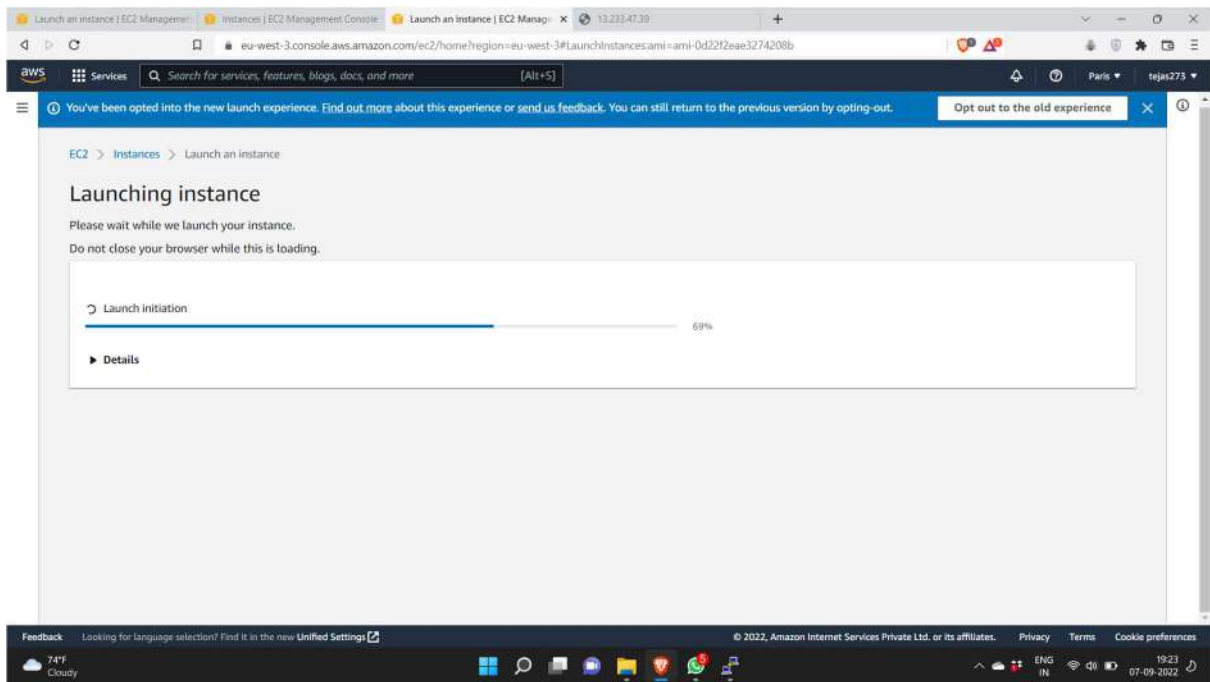 Launch an instance | EC2 Managemen
Instances | EC2 Management Console
Launch an instance | EC2 Manage
13.233.47.39
eu-west-3.console.aws.amazon.com/ec2/home?region=eu-west-3#LaunchInstances:ami=ami-0d22f2eae3274208b
aws
Services
Search for services, features, blogs, docs, and more
[Alt+S]
Paris
tejas273
You've been opted into the new launch experience. Find out more about this experience or send us feedback. You can still return to the previous version by opting-out.
Opt out to the old experience
EC2 > Instances > Launch an instance
Launching instance
Please wait while we launch your instance.
Do not close your browser while this is loading.
Launch initiation
69%
Details
Feedback
Looking for language selection? Find it in the new Unified Settings
© 2022, Amazon Internet Services Private Ltd. or its affiliates.
Privacy
Terms
Cookie preferences
74°F
Cloudy
5
ENG
IN
19:23
07-09-2022